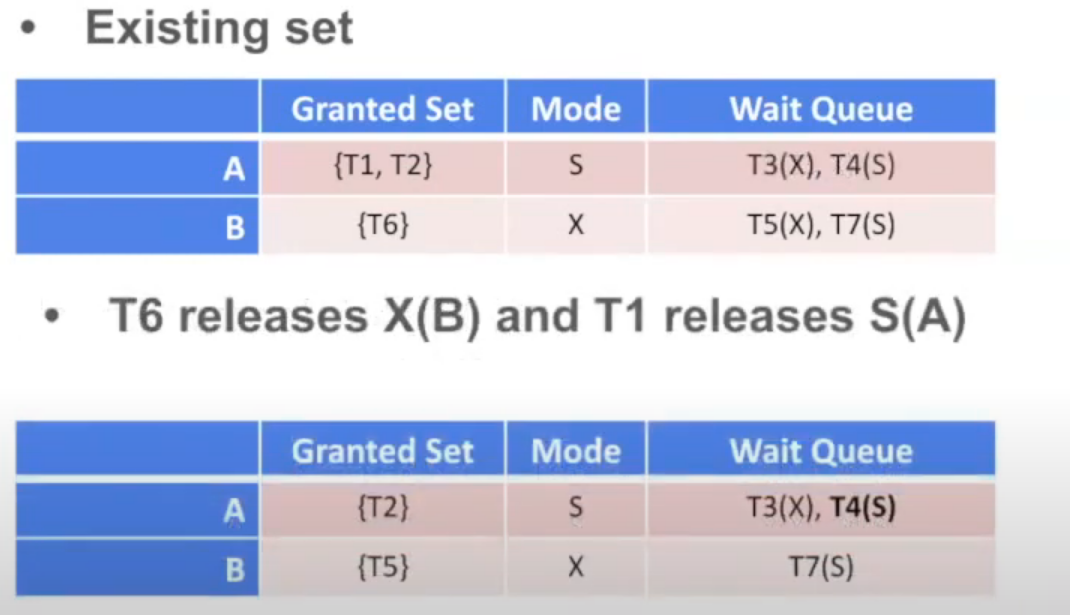 • Existing set
Granted Set Mode Wait Queue
A {T1, T2} S T3(X), T4(S)
B {T6} X T5(X), T7(S)
• T6 releases X(B) and T1 releases S(A)
Granted Set Mode Wait Queue
A {T2} S T3(X), T4(S)
B {T5} X T7(S)